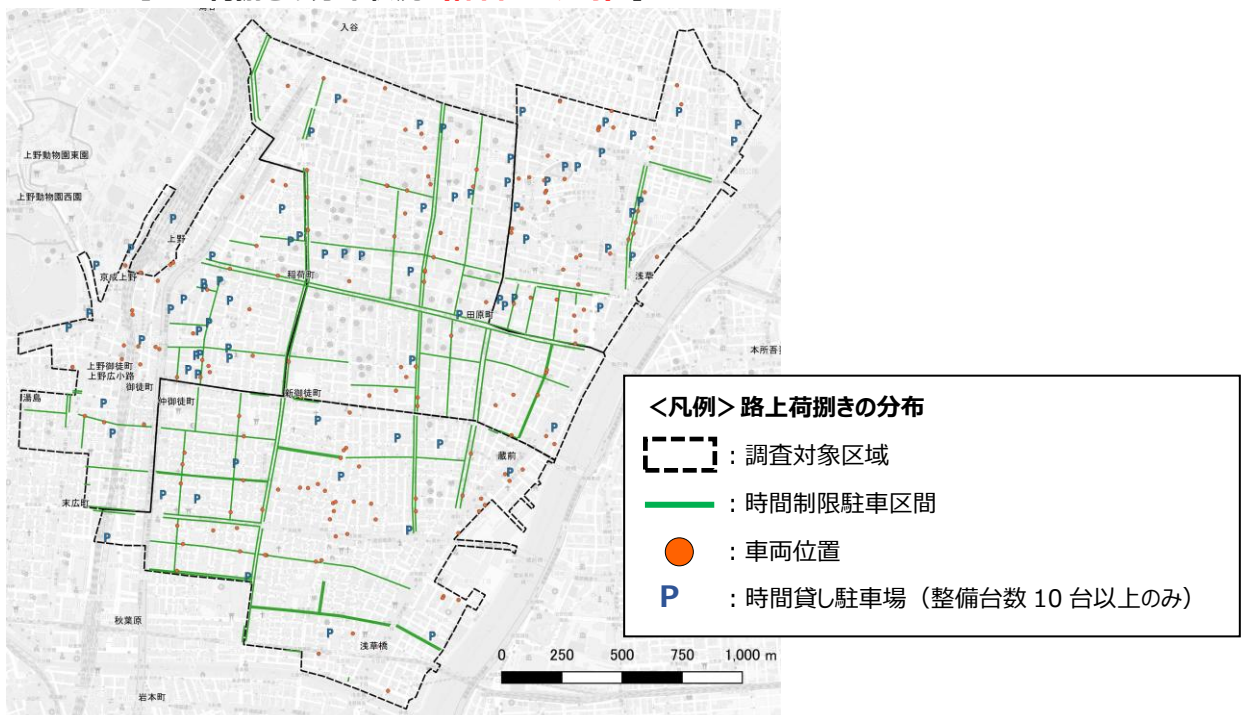 入谷
上野動物園東園
上野動物園西園
上野
京成上野
稲荷町
浅草
田原町
本所吾
上野御徒町
上野広小路
御徒町
湯島
仲御徒町
新御徒町
蔵前
末広町
秋葉原
浅草橋
岩本町
0 250 500 750 1,000 m
<凡例>路上荷捌きの分布
:調査対象区域
:時間制限駐車区間
:車両位置
P :時間貸し駐車場(整備台数 10 台以上のみ)